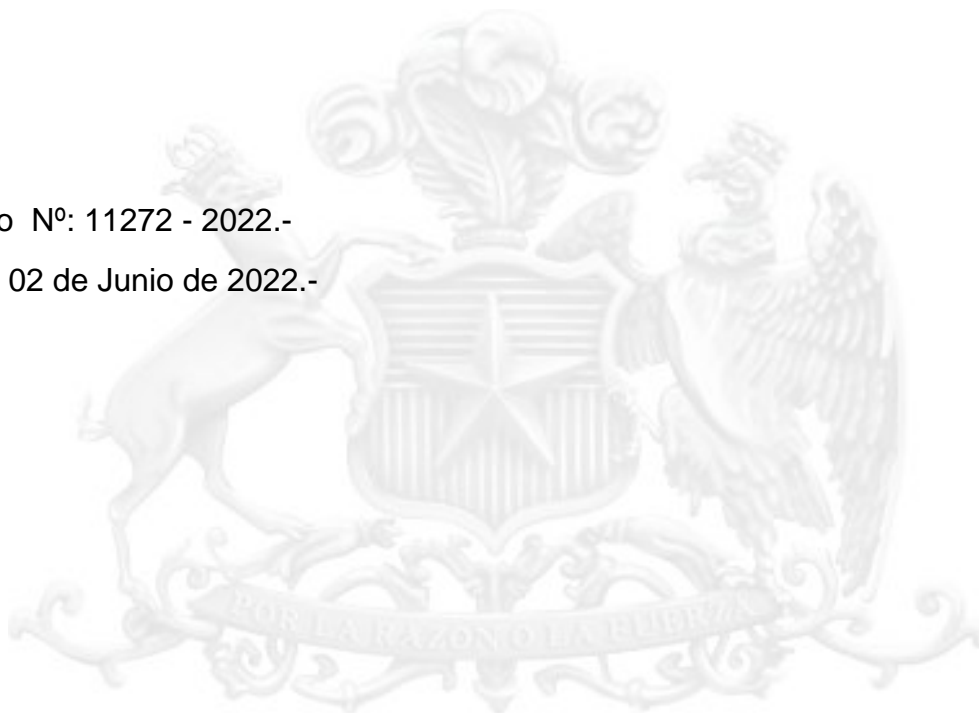 o Nº: 11272 - 2022.-
02 de Junio de 2022.-
POR LA RAZON O LA FUERZA